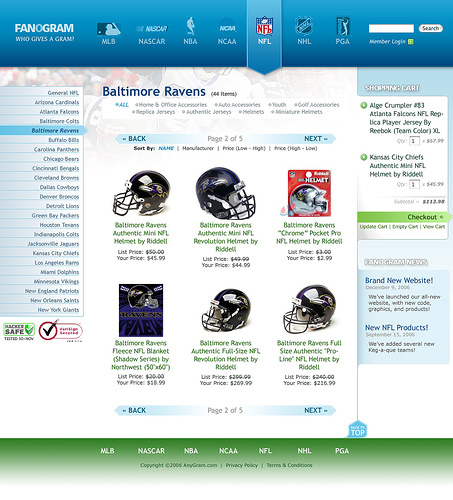 FANOGRAM
WHO GIVES A GRAM?
MLB
NASCAR
NBA
NCAA
NFL
NHL
PGA
Search
Member Login
General NFL
Arizona Cardinals
Atlanta Falcons
Baltimore Colts
Baltimore Ravens
Buffalo Bills
Carolina Panthers
Chicago Bears
Cincinnati Bengals
Cleveland Browns
Dallas Cowboys
Denver Broncos
Detroit Lions
Green Bay Packers
Houston Texans
Indianapolis Colts
Jacksonville Jaguars
Kansas City Chiefs
Los Angeles Rams
Miami Dolphins
Minnesota Vikings
New England Patriots
New Orleans Saints
New York Giants
HACKER SAFE
TESTED 30-NOV
VeriSign Secured
Baltimore Ravens (44 items)
ALL Home & Office Accessories Auto Accessories Youth Golf Accessories
Replica Jerseys Authentic Jerseys Helmets Miniature Helmets
« BACK Page 2 of 5 NEXT »
Sort By: NAME | Manufacturer | Price (Low - High) | Price (High - Low)
Baltimore Ravens
Authentic Mini NFL
Helmet by Riddell
List Price: $50.00
Your Price: $45.99
Baltimore Ravens
Authentic Mini NFL
Revolution Helmet by
Riddell
List Price: $49.99
Your Price: $44.99
Riddell
HELMET
Baltimore Ravens
"Chrome" Pocket Pro
NFL Helmet by Riddell
List Price: $3.00
Your Price: $2.99
RAVENS
Baltimore Ravens
Fleece NFL Blanket
(Shadow Series) by
Northwest (50"x60")
List Price: $20.00
Your Price: $18.99
Baltimore Ravens
Authentic Full-Size NFL
Revolution Helmet by
Riddell
List Price: $299.99
Your Price: $269.99
Baltimore Ravens Full
Size Authentic "Pro-
Line" NFL Helmet by
Riddell
List Price: $240.00
Your Price: $216.99
« BACK Page 2 of 5 NEXT »
SHOPPING CART
Alge Crumpler #83
Atlanta Falcons NFL Rep-
lica Player Jersey By
Reebok (Team Color) XL
Qty: 1 x $67.99
Kansas City Chiefs
Authentic Mini NFL
Helmet by Riddell
Qty: 1 x $45.99
Subtotal = $113.98
Checkout »
Update Cart | Empty Cart | View Cart
FANOGRAM NEWS
Brand New Website!
December 9, 2006
We've launched our all-new
website, with new code,
graphics, and products!
New NFL Products!
September 15, 2006
We've added several new
Keg-a-que teams!
BACK TO
TOP
MLB NASCAR NBA NCAA NFL NHL PGA
Copyright ©2006 AnyGram.com | Privacy Policy | Terms & Conditions